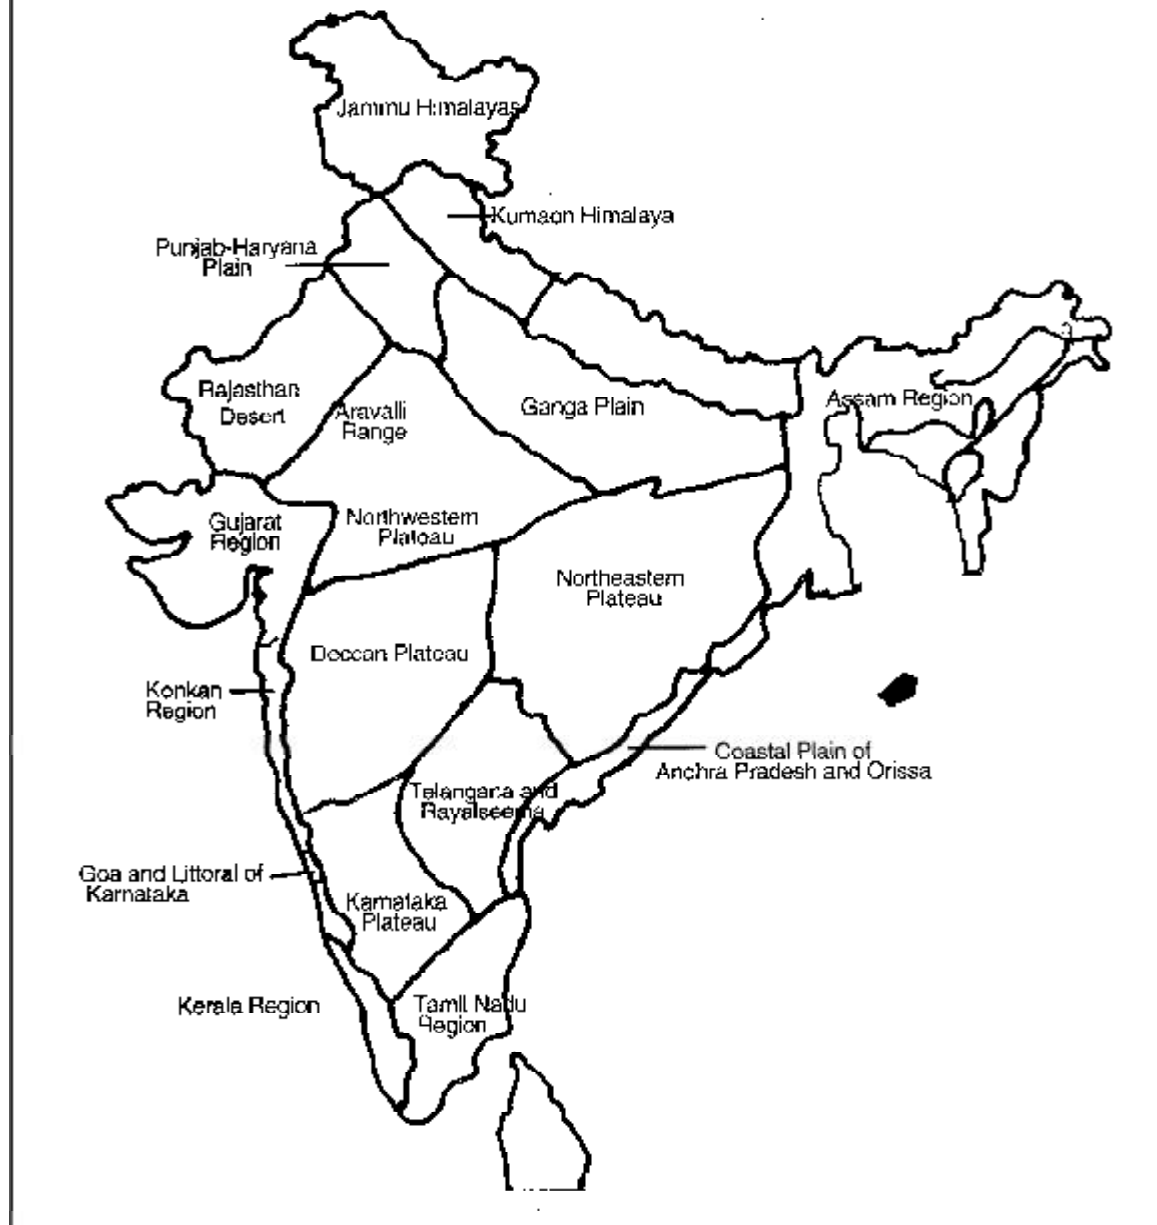 Jammu Himalayas
Kumaon Himalaya
Punjab-Haryana
Plain
Rajasthan
Desert
Aravalli
Range
Ganga Plain
Assam Region
Gujarat
Region
Northwestern
Plateau
Northeastern
Plateau
Deccan Plateau
Konkan
Region
Coastal Plain of
Anchra Pradesh and Orissa
Telangana and
Rayalseema
Goa and Littoral of
Karnataka
Karnataka
Plateau
Kerala Region
Tamil Nadu
Region